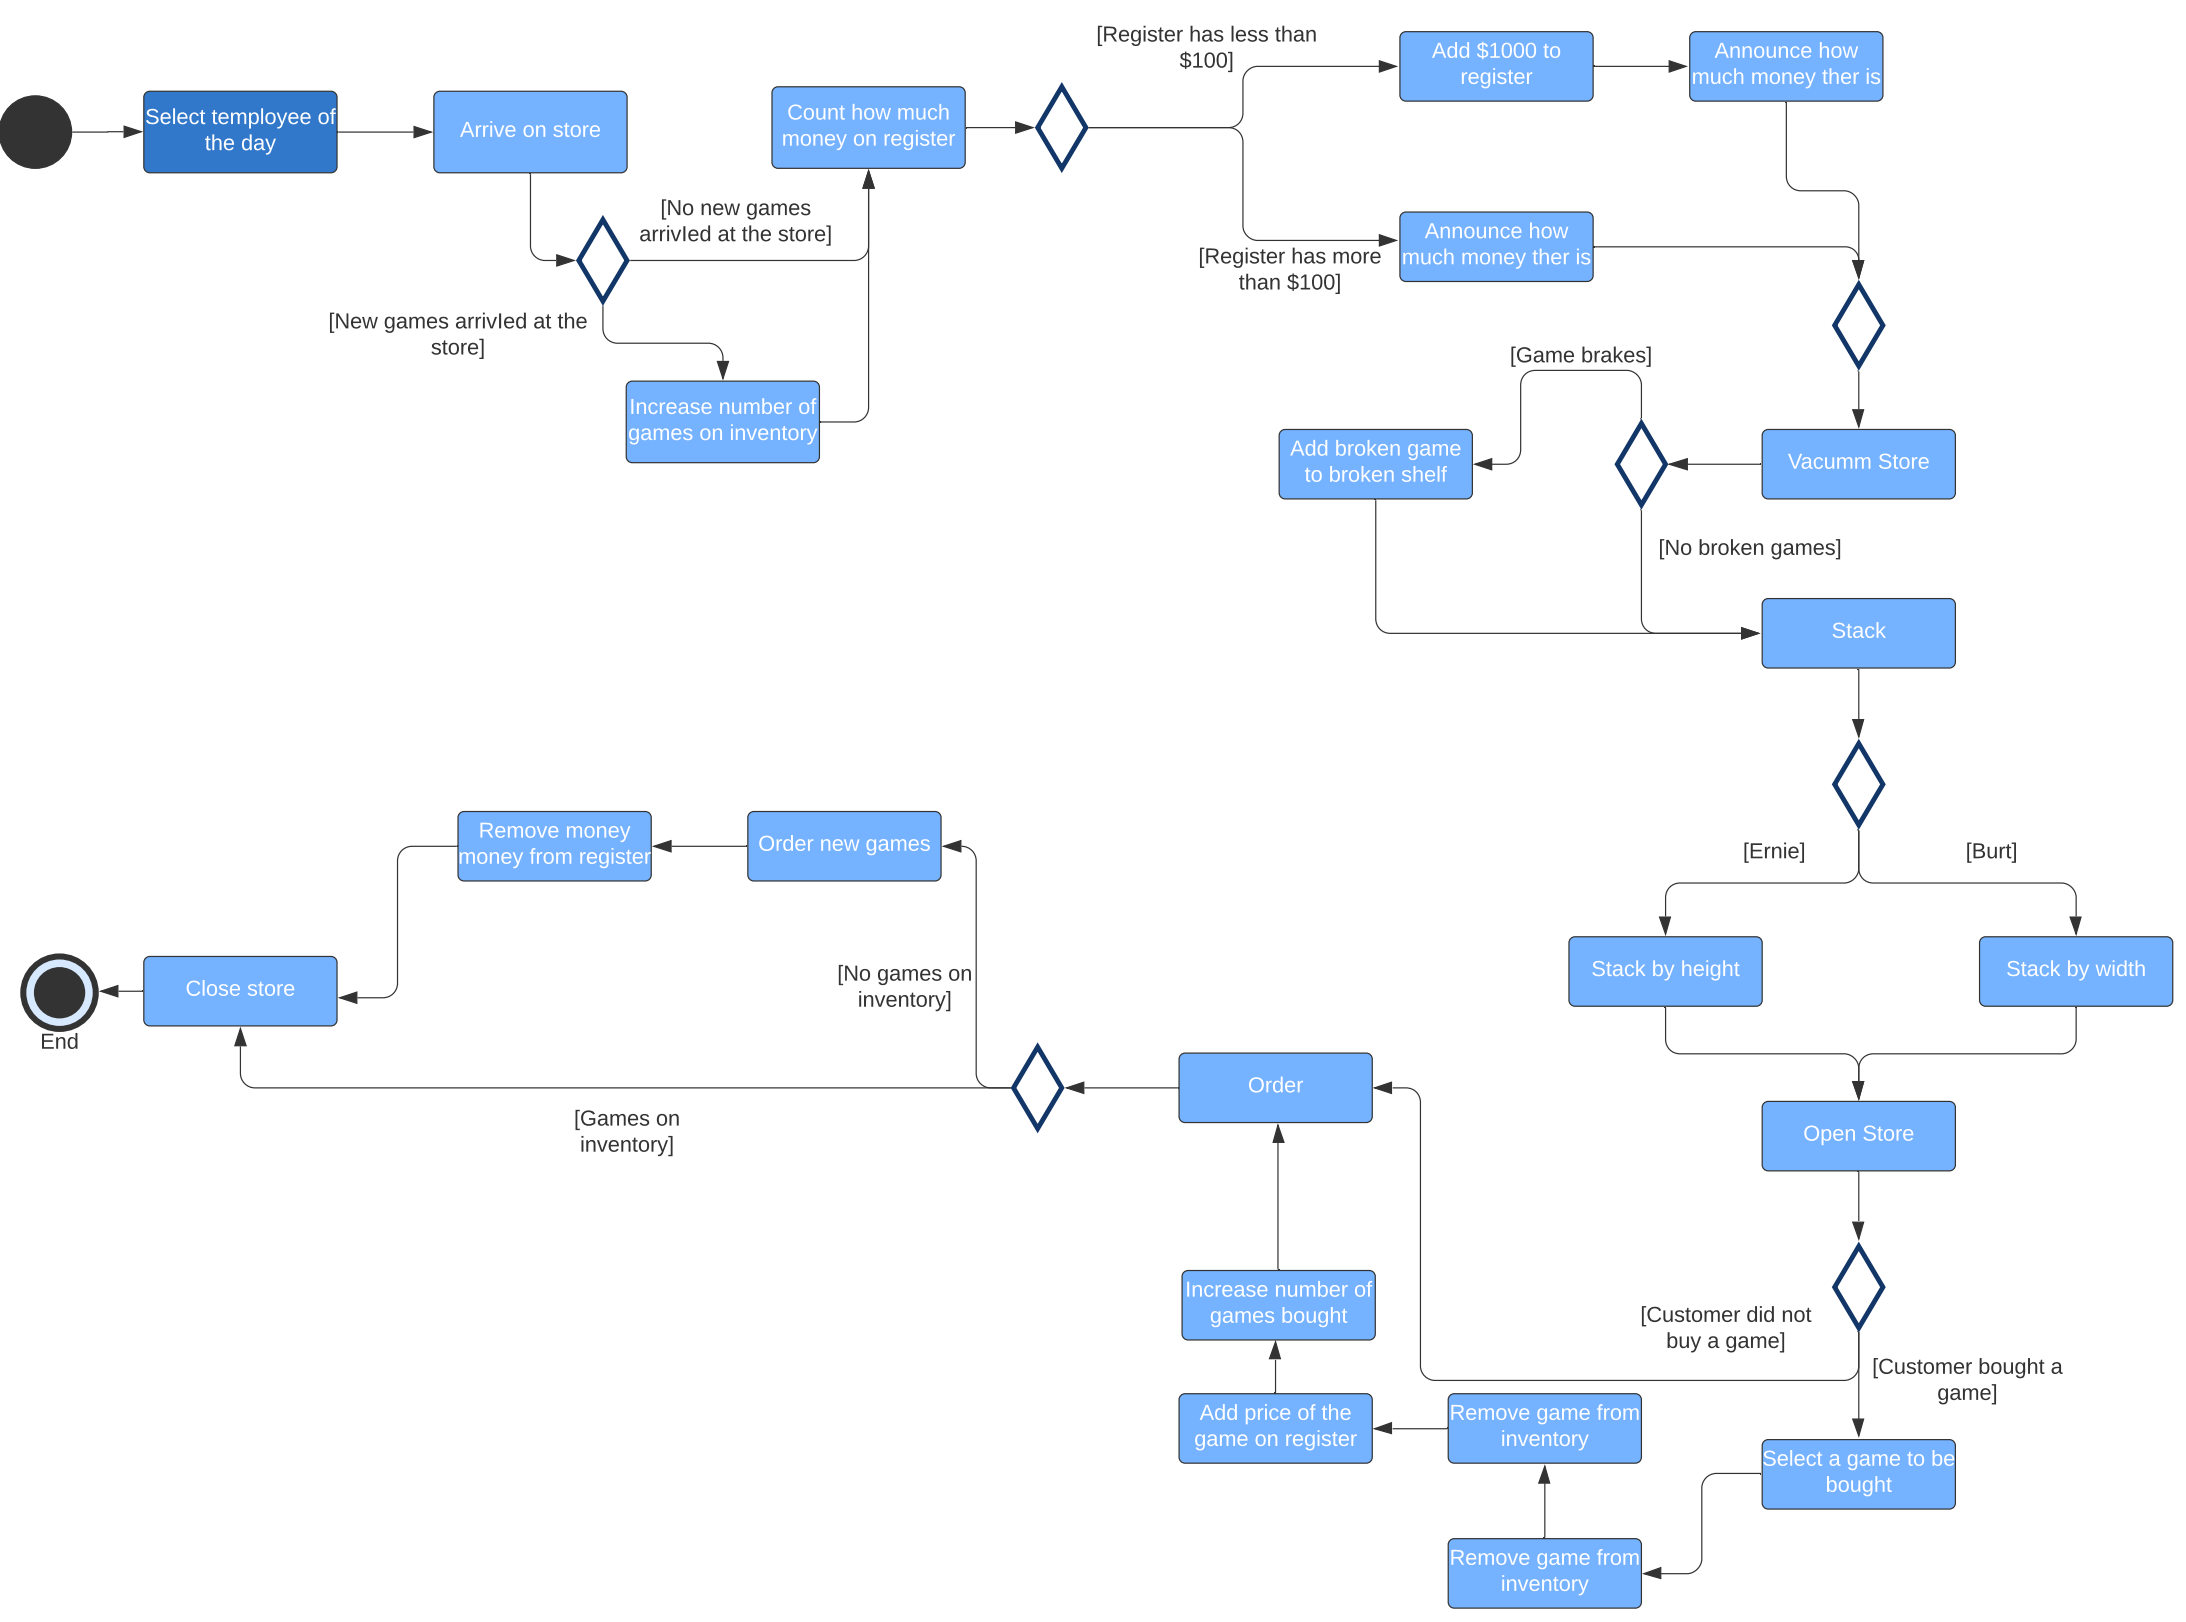 [Register has less than
$100]
Add $1000 to
register
Announce how
much money ther is
Select temployee of
the day
Arrive on store
Count how much
money on register
[No new games
arrivIed at the store]
Announce how
much money ther is
[Register has more
than $100]
[New games arrivIed at the
store]
[Game brakes]
Increase number of
games on inventory
Add broken game
to broken shelf
Vacumm Store
[No broken games]
Stack
Remove money
money from register
Order new games
[Ernie]
[Burt]
Stack by height
Stack by width
[No games on
inventory]
Close store
End
Order
[Games on
inventory]
Open Store
Increase number of
games bought
[Customer did not
buy a game]
[Customer bought a
game]
Add price of the
game on register
Remove game from
inventory
Select a game to be
bought
Remove game from
inventory